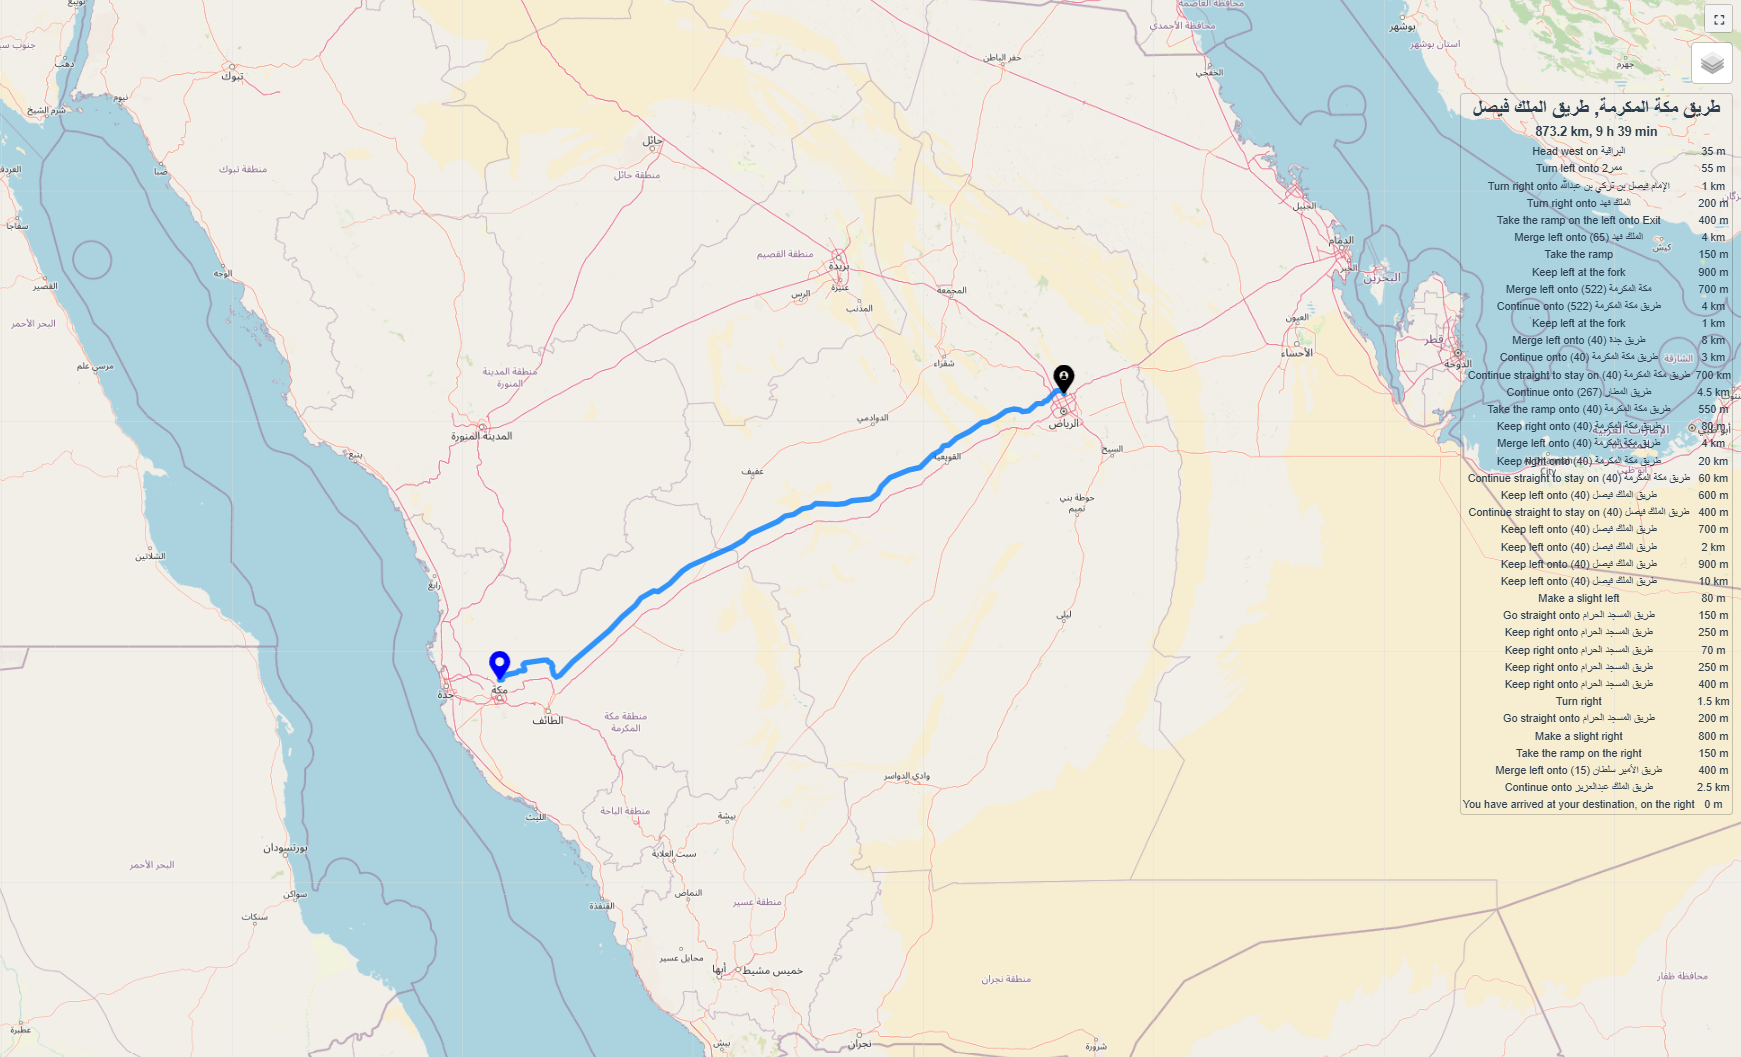 طريق مكة المكرمة, طريق الملك فيصل
873.2 km, 9 h 39 min
Head west on البراقية 35 m
Turn left onto ممر2 55 m
Turn right onto الإمام فيصل بن تركي بن عبدالله 1 km
Turn right onto الملك فهد 200 m
Take the ramp on the left onto Exit 400 m
Merge left onto الملك فهد (65) 4 km
Take the ramp 150 m
Keep left at the fork 900 m
Merge left onto مكة المكرمة (522) 700 m
Continue onto طريق مكة المكرمة (522) 4 km
Keep left at the fork 1 km
Merge left onto طريق جدة (40) 8 km
Continue onto طريق مكة المكرمة (40) 3 km
Continue straight to stay on طريق مكة المكرمة (40) 700 km
Continue onto طريق المطار (267) 4.5 km
Take the ramp onto طريق مكة المكرمة (40) 550 m
Keep right onto طريق مكة المكرمة (40) 80 m
Merge left onto طريق مكة المكرمة (40) 4 km
Keep right onto طريق مكة المكرمة (40) 20 km
Continue straight to stay on طريق مكة المكرمة (40) 60 km
Keep left onto طريق الملك فيصل (40) 600 m
Continue straight to stay on طريق الملك فيصل (40) 400 m
Keep left onto طريق الملك فيصل (40) 700 m
Keep left onto طريق الملك فيصل (40) 2 km
Keep left onto طريق الملك فيصل (40) 900 m
Keep left onto طريق الملك فيصل (40) 10 km
Make a slight left 80 m
Go straight onto طريق المسجد الحرام 150 m
Keep right onto طريق المسجد الحرام 250 m
Keep right onto طريق المسجد الحرام 70 m
Keep right onto طريق المسجد الحرام 250 m
Keep right onto طريق المسجد الحرام 400 m
Turn right 1.5 km
Go straight onto طريق المسجد الحرام 200 m
Make a slight right 800 m
Take the ramp on the right 150 m
Merge left onto طريق الأمير سلطان (15) 400 m
Continue onto طريق الملك عبدالعزيز 2.5 km
You have arrived at your destination, on the right 0 m
محافظة العاصمة
محافظة الأحمدي
بوشهر
استان بوشهر
جهرم
نويبع
جنوب سي
دهب
تبوك
نيوم
شرم الشيخ
حفر الباطن
الخفجي
الغردق
ضبا
منطقة تبوك
حائل
منطقة حائل
سفاجا
الجبيل
كيش
الدمام
الخبر
البحرين
القصير
الوجه
منطقة القصيم
بريدة
عنيزة
الرس
المذنب
المجمعة
البحر الأحمر
العيون
الأحساء
قطر
الدوحة
الشارقة
مرسى علم
منطقة المدينة
المنورة
شقراء
المدينة المنورة
الدوادمي
الرياض
أبوظبي
الإمارات العربية
City
ينبع
عفيف
القويعية
السيح
حوطة بني
تميم
الشلاتين
رابغ
ليلى
جدة
مكة
الطائف
منطقة مكة
المكرمة
وادي الدواسر
منطقة الباحة
الليث
بيشة
بورتسودان
البحر الأحمر
سبت العلاية
سواكن
سنكات
النماص
القنفذة
منطقة عسير
محايل عسير
أبها
خميس مشيط
منطقة نجران
محافظة ظفار
عطبرة
بيش
نجران
شرورة